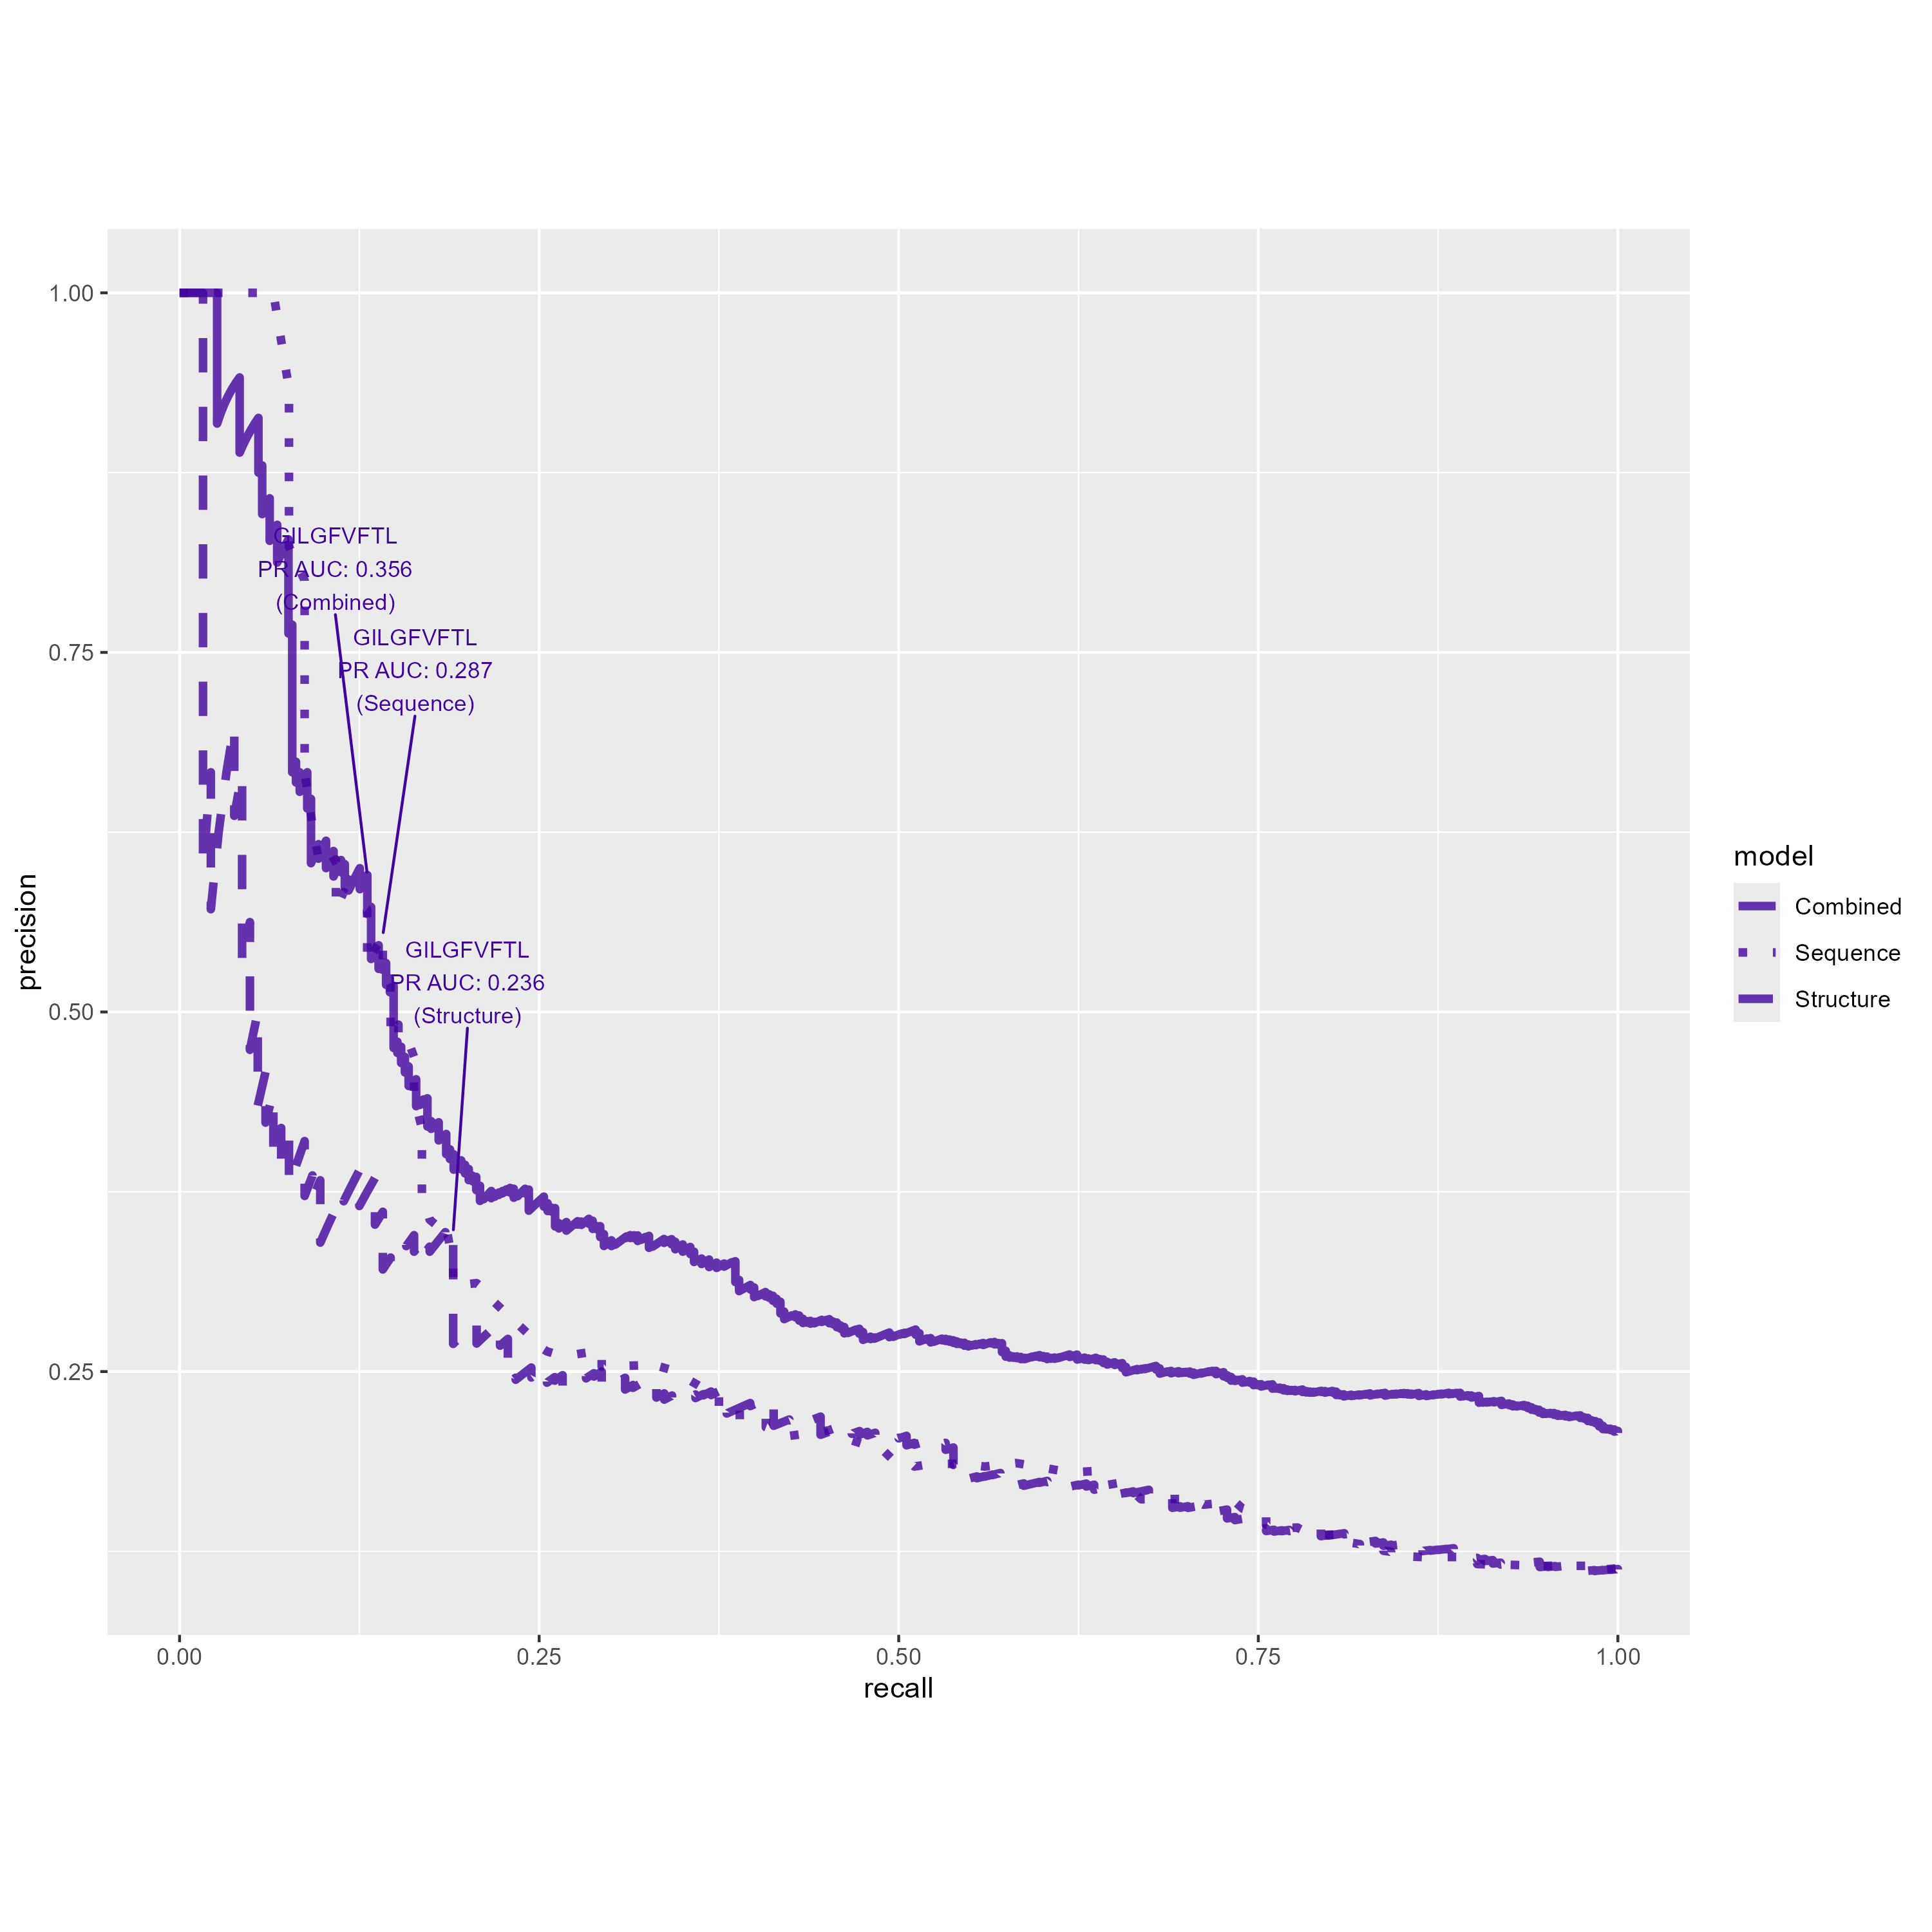 1.00
0.75
0.50
0.25
precision
GILGFVFTL
PR AUC: 0.356
(Combined)
GILGFVFTL
PR AUC: 0.287
(Sequence)
GILGFVFTL
PR AUC: 0.236
(Structure)
0.00
0.25
0.50
0.75
1.00
recall
model
Combined
Sequence
Structure